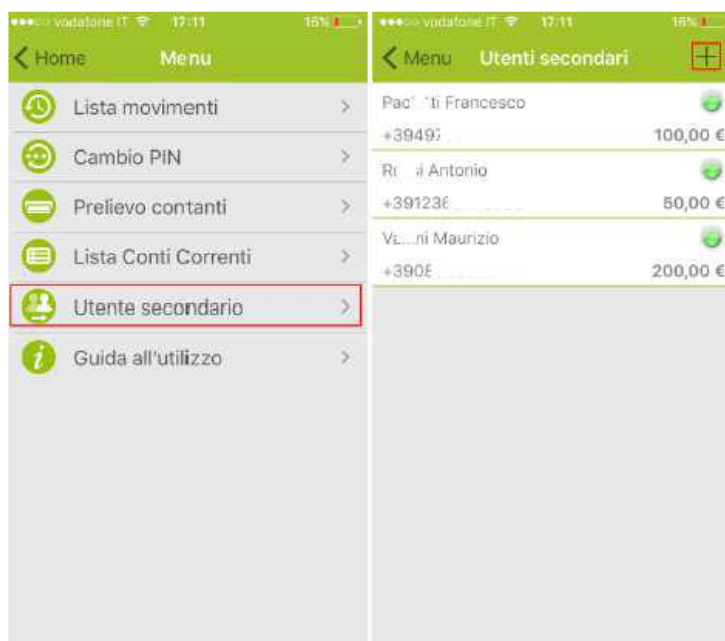 vodafone IT 17:11 16%
Home Menu
Lista movimenti
Cambio PIN
Prelievo contanti
Lista Conti Correnti
Utente secondario
Guida all'utilizzo
vodafone IT 17:11 16%
Menu Utenti secondari +
Francesco
100,00 €
Antonio
50,00 €
Maurizio
200,00 €